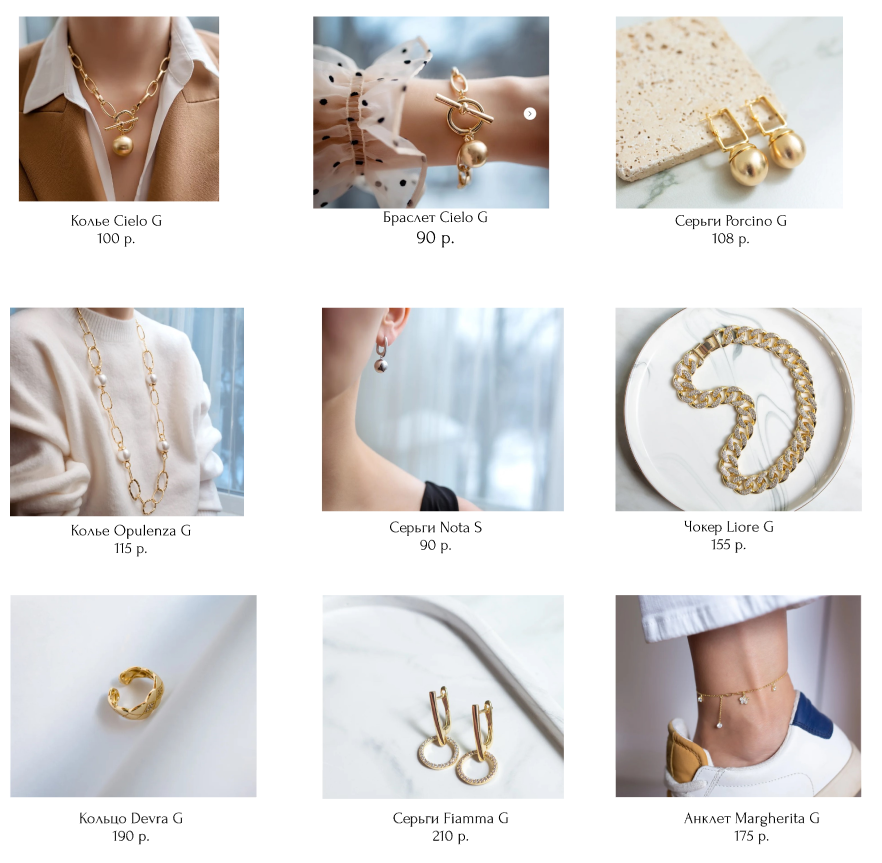 Колье Cielo G
100 р.
Браслет Cielo G
90 р.
Серьги Porcino G
108 р.
Колье Opulenza G
115 р.
Серьги Nota S
90 р.
Чокер Liore G
155 р.
Кольцо Devra G
190 р.
Серьги Fiamma G
210 р.
Анклет Margherita G
175 р.